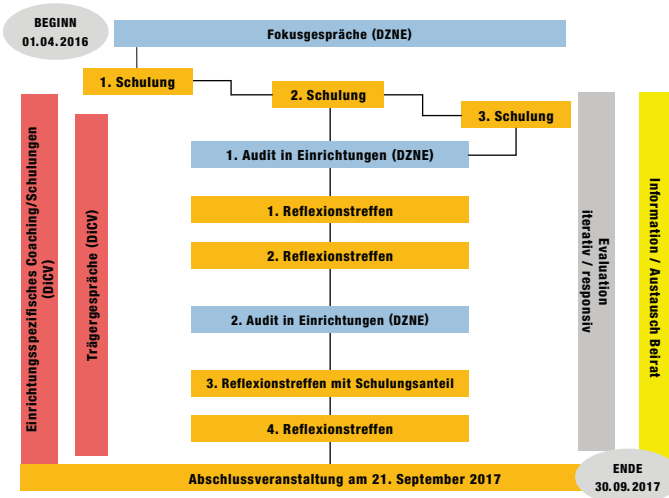 BEGINN
01.04.2016
Fokusgespräche (DZNE)
1. Schulung
2. Schulung
3. Schulung
1. Audit in Einrichtungen (DZNE)
1. Reflexionstreffen
2. Reflexionstreffen
2. Audit in Einrichtungen (DZNE)
3. Reflexionstreffen mit Schulungsanteil
4. Reflexionstreffen
Abschlussveranstaltung am 21. September 2017
Einrichtungsspezifisches Coaching/Schulungen
(DiCV)
Trägergespräche (DiCV)
Evaluation
iterativ / responsiv
Information / Austausch Beirat
ENDE
30.09.2017